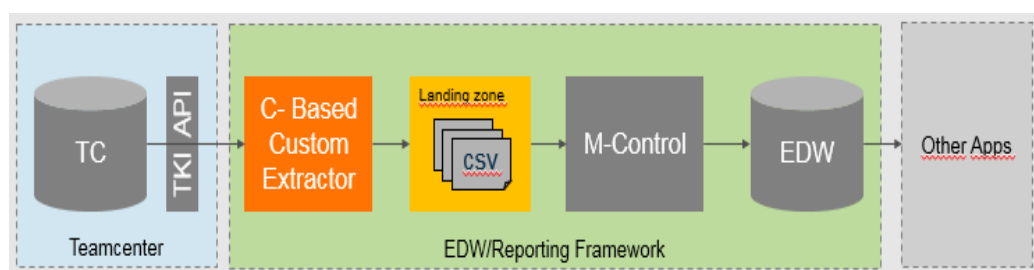 TC
TKI API
C- Based
Custom
Extractor
Landing zone
CSV
M-Control
EDW
Other Apps
Teamcenter
EDW/Reporting Framework